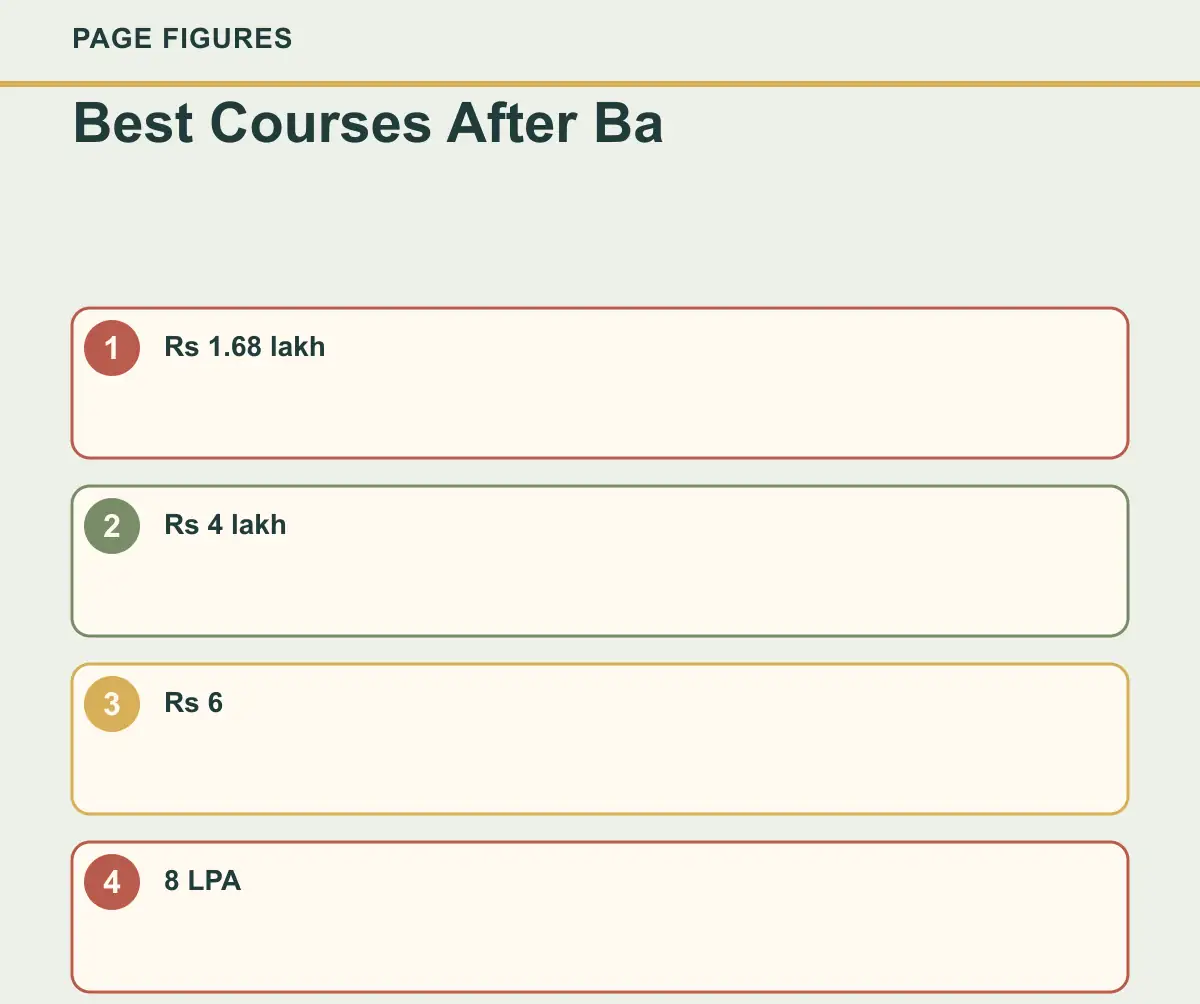 PAGE FIGURES
Best Courses After Ba
1 Rs 1.68 lakh
2 Rs 4 lakh
3 Rs 6
4 8 LPA